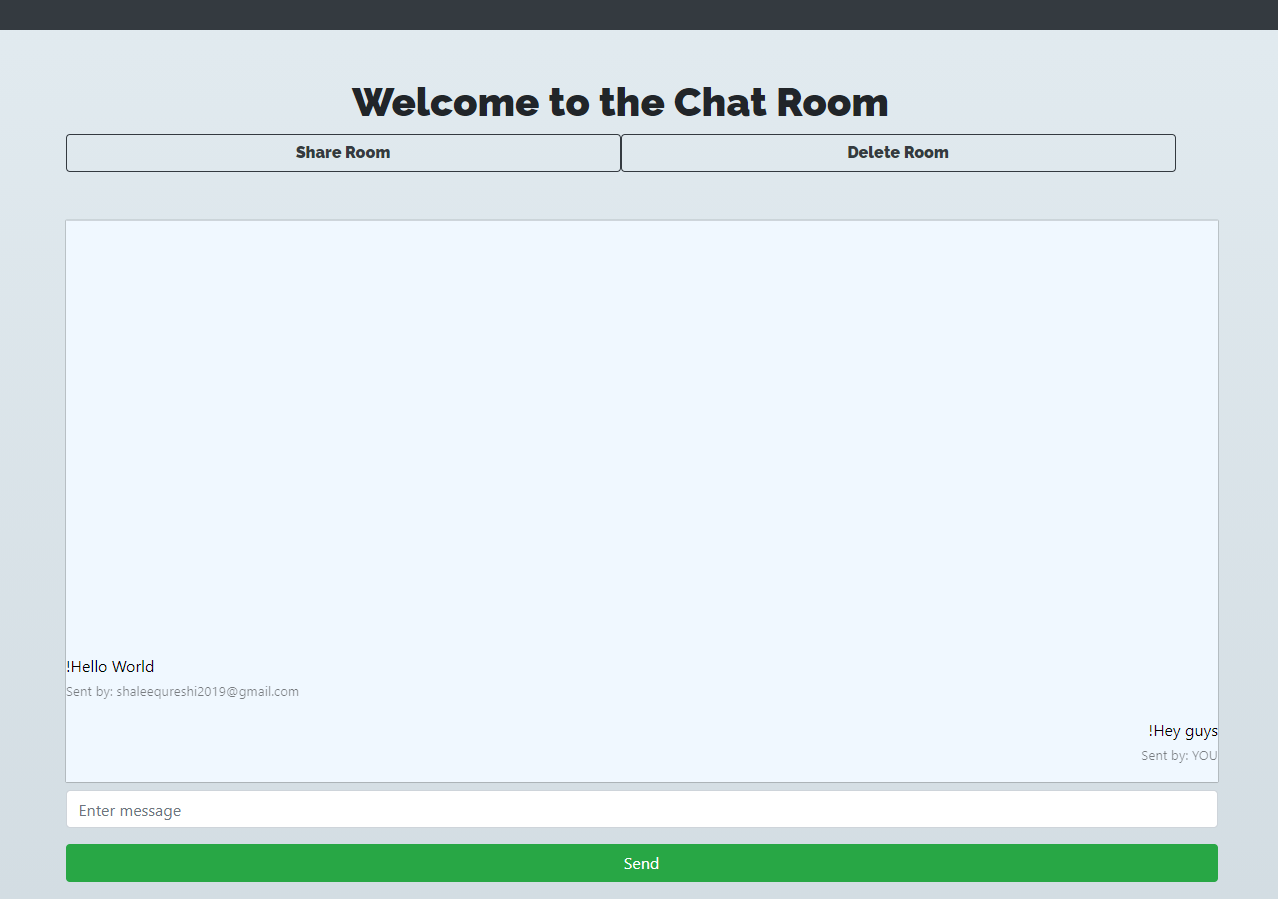 Welcome to the Chat Room
Share Room
Delete Room
!Hello World
Sent by: shaleequreshi2019@gmail.com
!Hey guys
Sent by: YOU
Enter message
Send